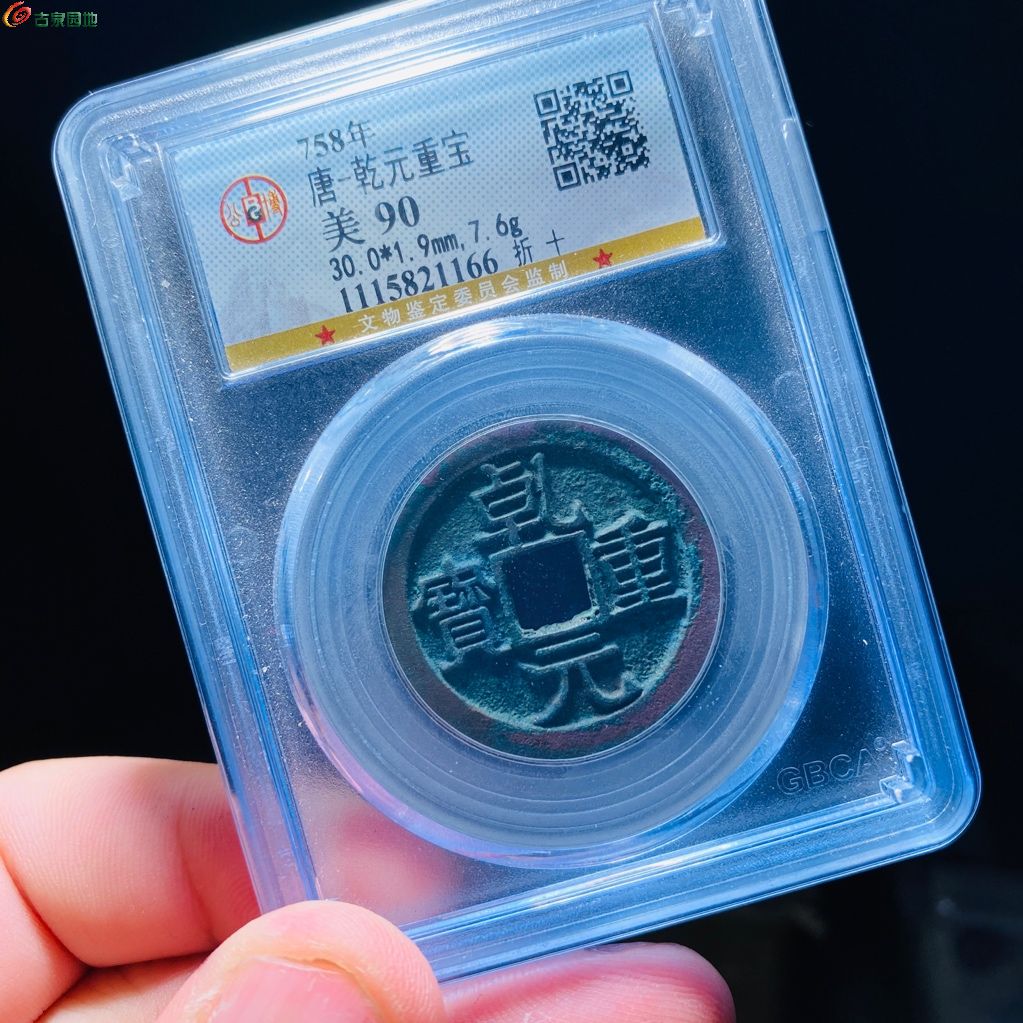 古泉园地
758年
唐-乾元重宝
美 90
30.0*1.9mm,7.6g
1115821166 折十
文物鉴定委员会监制
公博
G
乾元重寶
GBCA